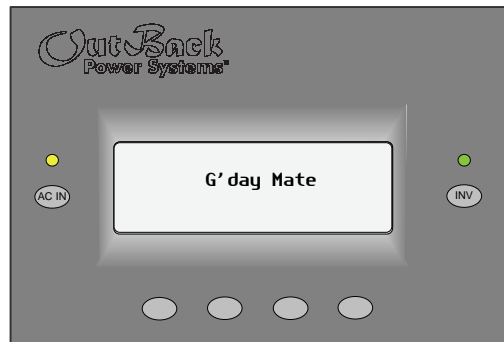 OutBack
Power Systems
G'day Mate
AC IN
INV